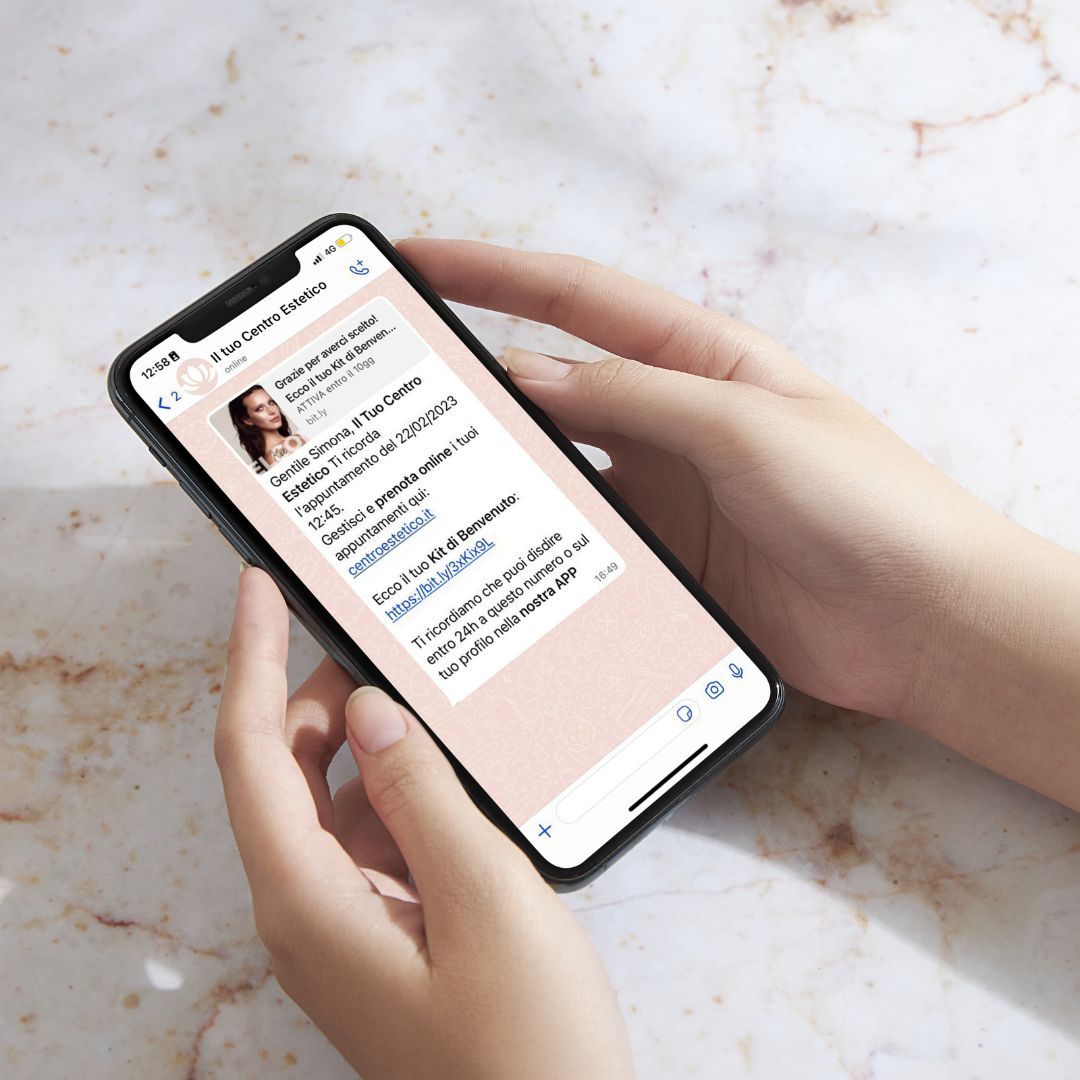 12:58
4G
2
Il tuo Centro Estetico
online
Grazie per averci scelto!
Ecco il tuo Kit di Benven...
ATTIVA entro il 10gg
bit.ly
Gentile Simona, Il Tuo Centro
Estetico Ti ricorda
l'appuntamento del 22/02/2023
12:45.
Gestisci e prenota online i tuoi
appuntamenti qui:
centroestetico.it
Ecco il tuo Kit di Benvenuto:
https://bit.ly/3xKix9L
Ti ricordiamo che puoi disdire
entro 24h a questo numero o sul
tuo profilo nella nostra APP
16:49